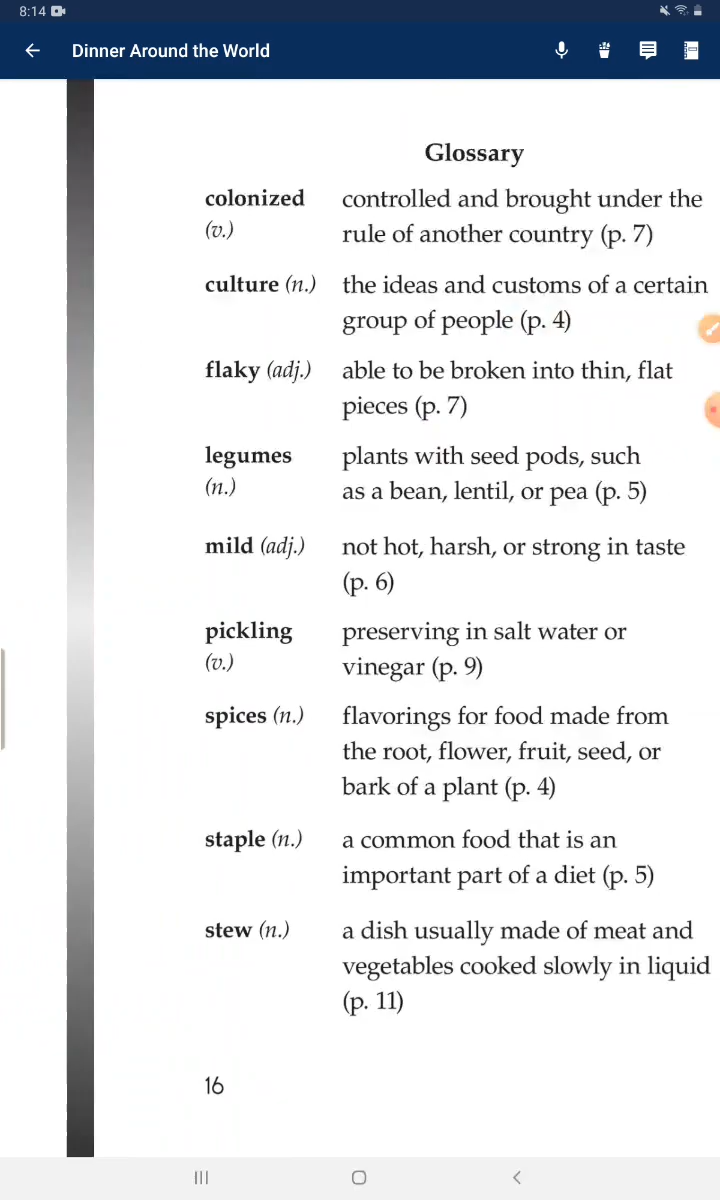 8:14
Dinner Around the World
Glossary
colonized controlled and brought under the
(v.) rule of another country (p. 7)
culture (n.) the ideas and customs of a certain
group of people (p. 4)
flaky (adj.) able to be broken into thin, flat
pieces (p. 7)
legumes plants with seed pods, such
(n.) as a bean, lentil, or pea (p. 5)
mild (adj.) not hot, harsh, or strong in taste
(p. 6)
pickling preserving in salt water or
(v.) vinegar (p. 9)
spices (n.) flavorings for food made from
the root, flower, fruit, seed, or
bark of a plant (p. 4)
staple (n.) a common food that is an
important part of a diet (p. 5)
stew (n.) a dish usually made of meat and
vegetables cooked slowly in liquid
(p. 11)
16